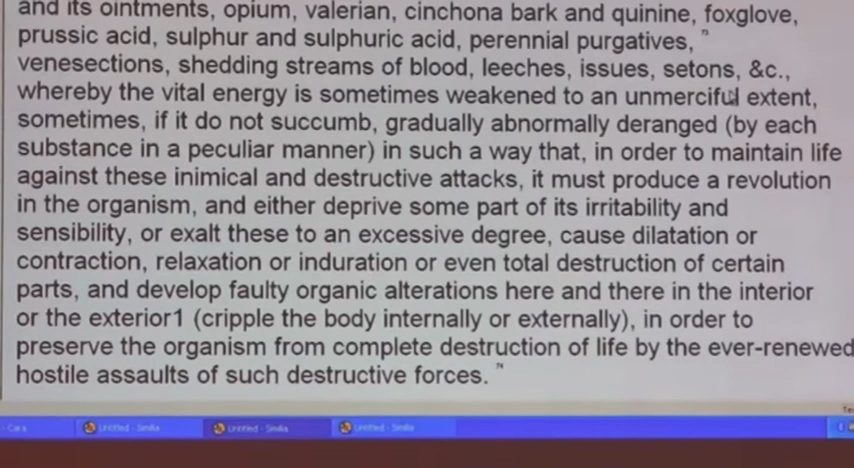 and its ointments, opium, valerian, cinchona bark and quinine, foxglove,
prussic acid, sulphur and sulphuric acid, perennial purgatives, "
venesections, shedding streams of blood, leeches, issues, setons, &c.,
whereby the vital energy is sometimes weakened to an unmerciful extent,
sometimes, if it do not succumb, gradually abnormally deranged (by each
substance in a peculiar manner) in such a way that, in order to maintain life
against these inimical and destructive attacks, it must produce a revolution
in the organism, and either deprive some part of its irritability and
sensibility, or exalt these to an excessive degree, cause dilatation or
contraction, relaxation or induration or even total destruction of certain
parts, and develop faulty organic alterations here and there in the interior
or the exterior1 (cripple the body internally or externally), in order to
preserve the organism from complete destruction of life by the ever-renewed
hostile assaults of such destructive forces. "
- Cara Untitled - Similia Untitled - Similia Untitled - Similia